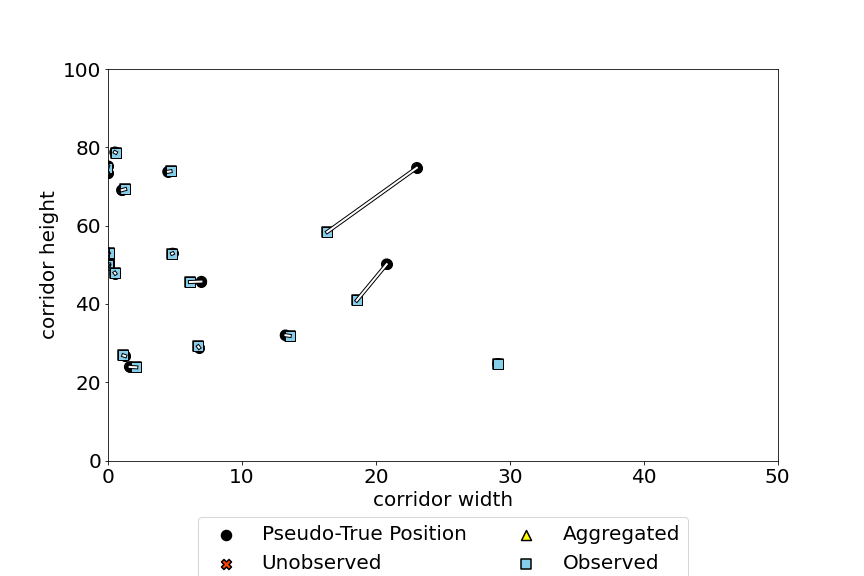 100
80
60
40
20
0
0 10 20 30 40 50
corridor height
corridor width
Pseudo-True Position Aggregated
Unobserved Observed